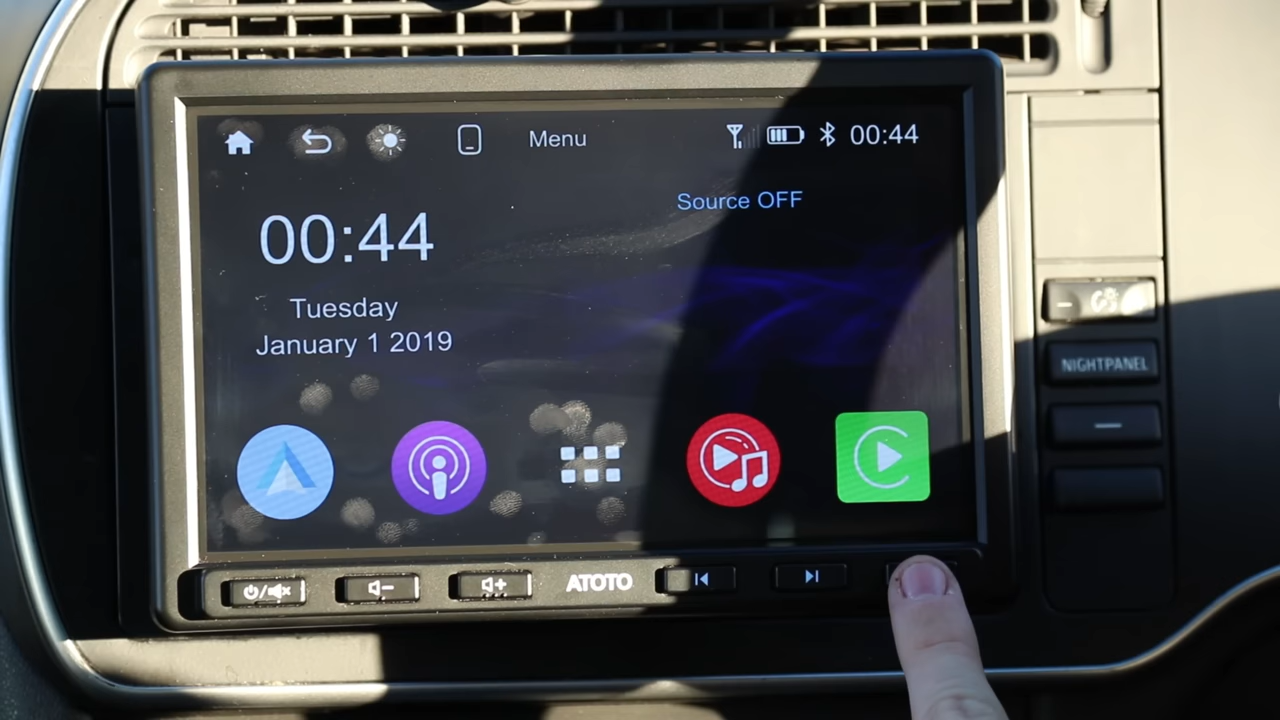 Menu
00:44
Source OFF
00:44
Tuesday
January 1 2019
NIGHTPANEL
ATOTO